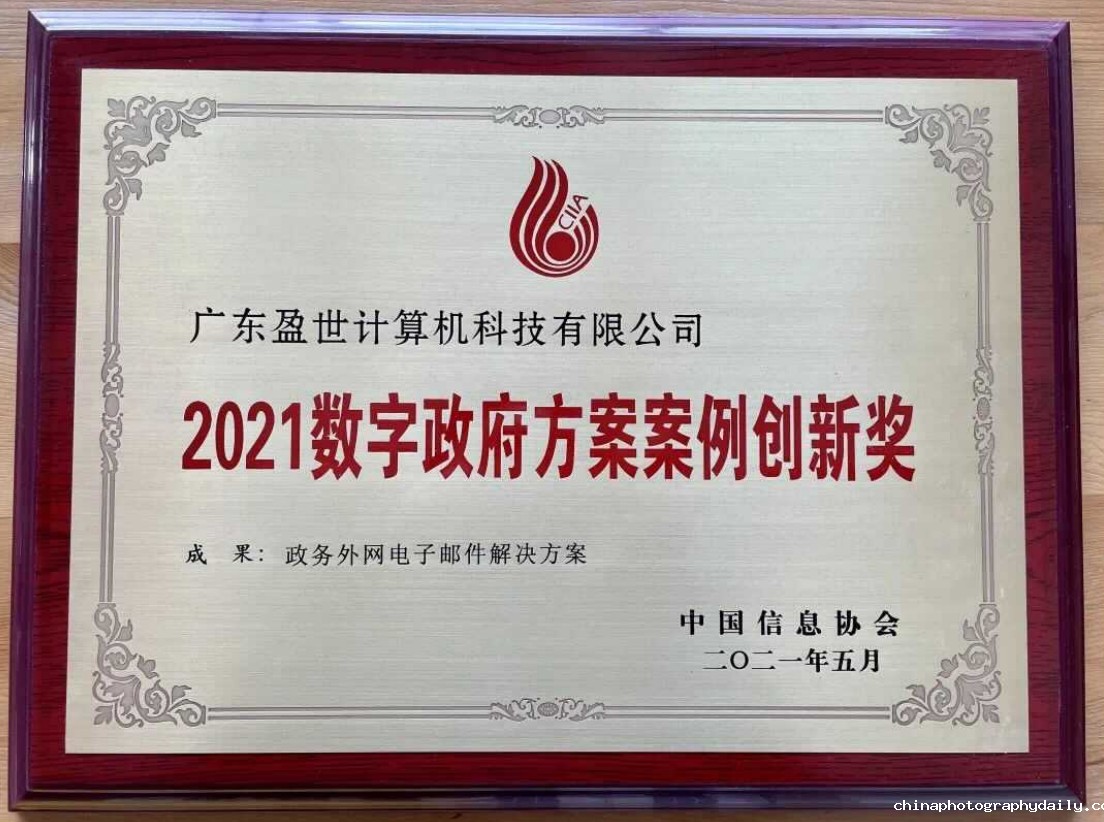 CIIA
广东盈世计算机科技有限公司
2021数字政府方案案例创新奖
成 果：政务外网电子邮件解决方案
中国信息协会
二〇二一年五月
chinaphotographydaily.co